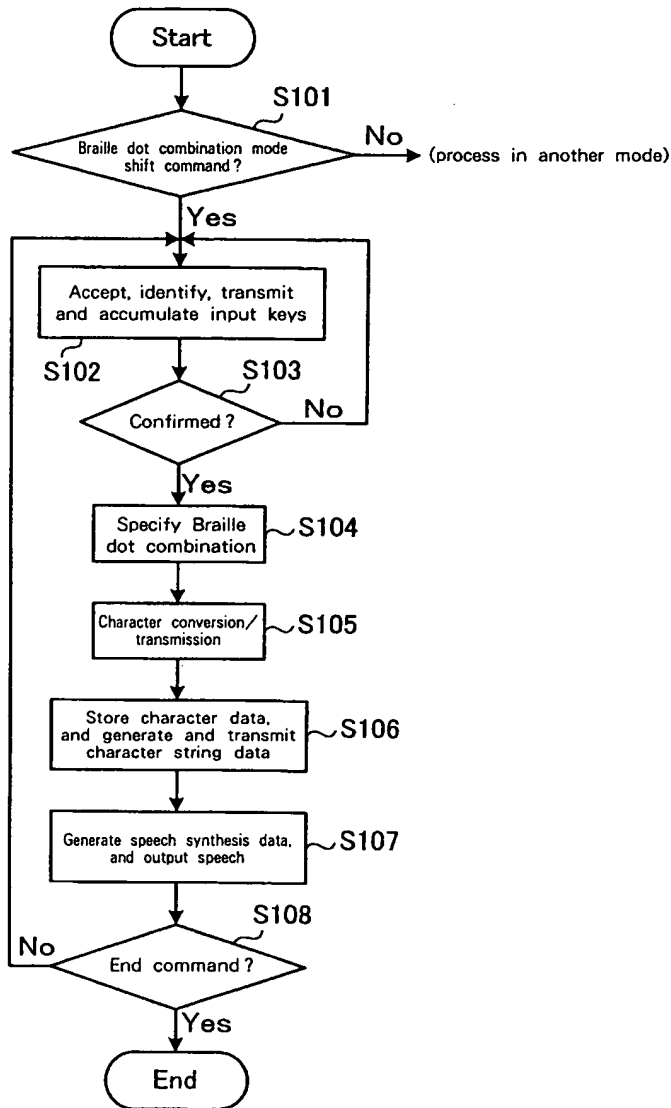 Start
S101
Braille dot combination mode
shift command?
No
(process in another mode)
Yes
Accept, identify, transmit
and accumulate input keys
S102
S103
Confirmed?
No
Yes
Specify Braille
dot combination
S104
Character conversion/
transmission
S105
Store character data,
and generate and transmit
character string data
S106
Generate speech synthesis data,
and output speech
S107
S108
No
End command?
Yes
End